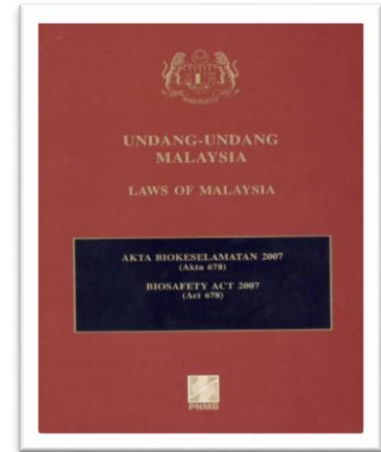 UNDANG-UNDANG
MALAYSIA
LAWS OF MALAYSIA
AKTA BIOKESELAMATAN 2007
(Akta 678)
BIOSAFETY ACT 2007
(Act 678)
PNMB